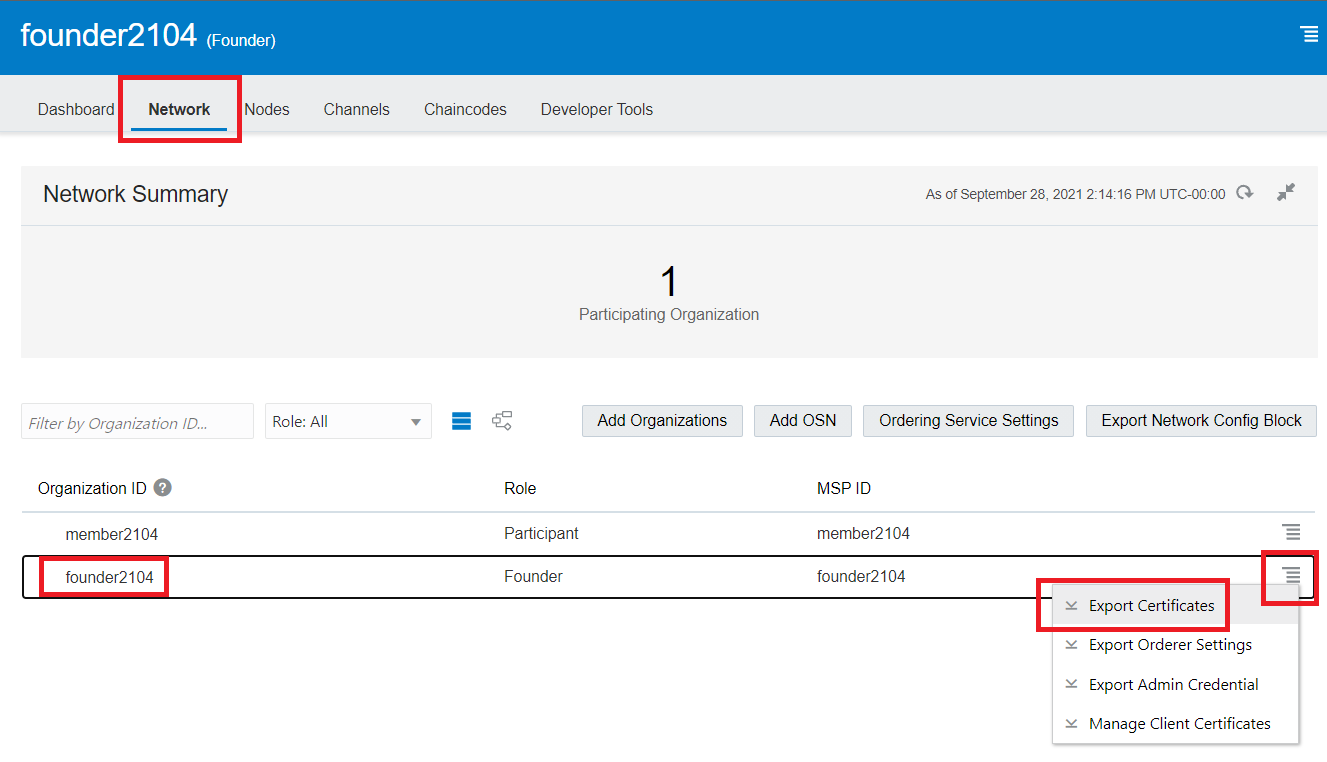 founder2104 (Founder)
Dashboard Network Nodes Channels Chaincodes Developer Tools
Network Summary As of September 28, 2021 2:14:16 PM UTC-00:00
1
Participating Organization
Filter by Organization ID... Role: All Add Organizations Add OSN Ordering Service Settings Export Network Config Block
Organization ID ? Role MSP ID
member2104 Participant member2104
founder2104 Founder founder2104
Export Certificates
Export Orderer Settings
Export Admin Credential
Manage Client Certificates